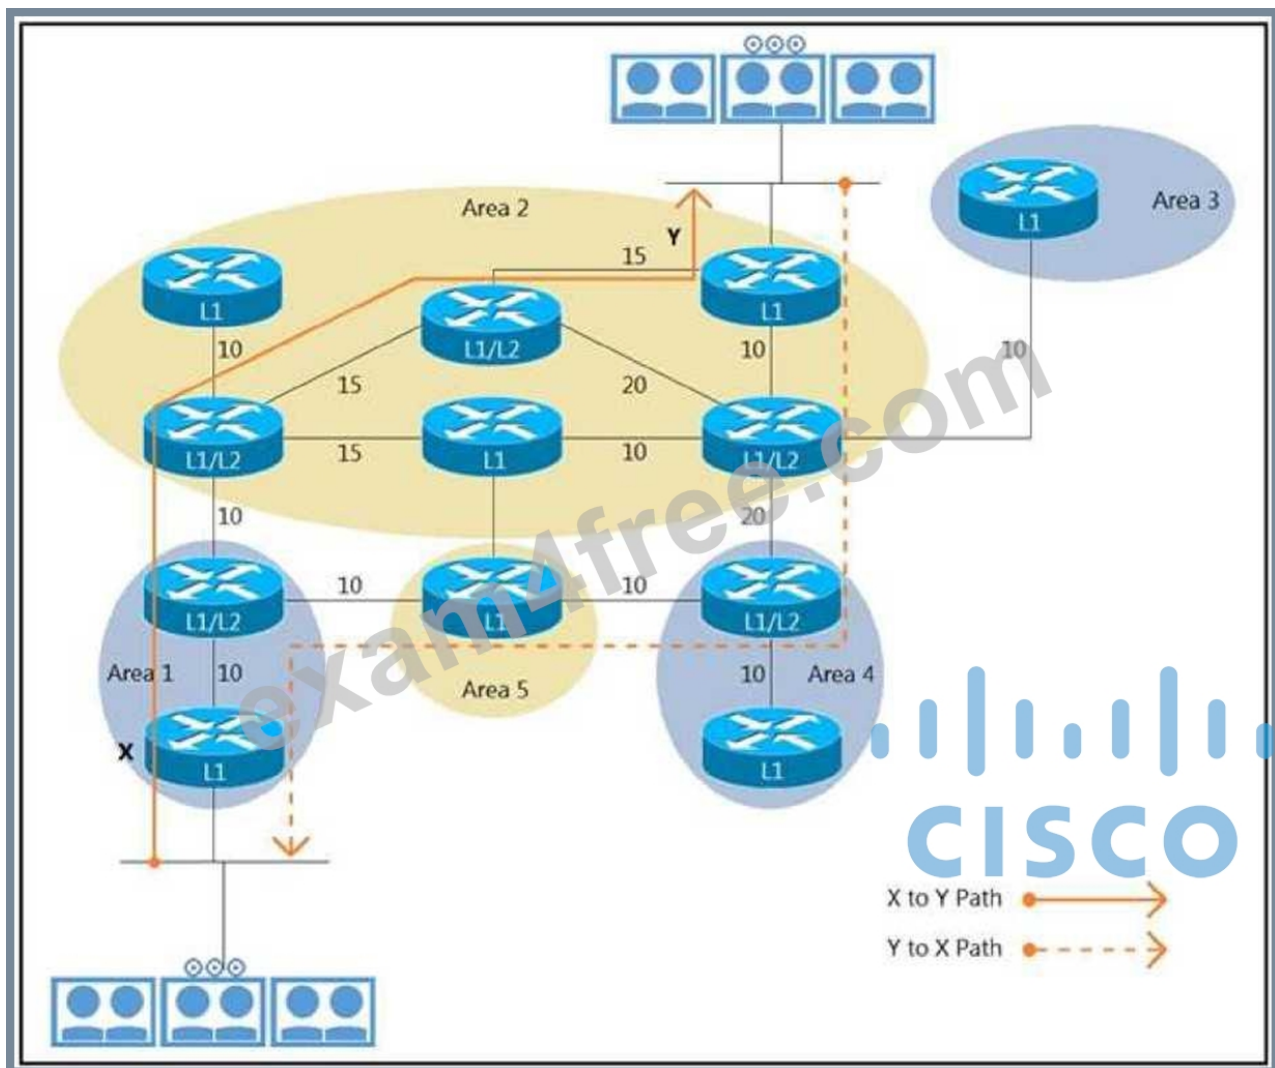 Area 2
Area 3
L1
Y
15
L1
L1
L1/L2
10
10
10
15
20
L1/L2
15
L1
10
L1/L2
10
20
L1/L2
10
L1
10
L1/L2
Area 1
10
Area 5
10
Area 4
X
L1
L1
exam4free.com
CISCO
X to Y Path
Y to X Path